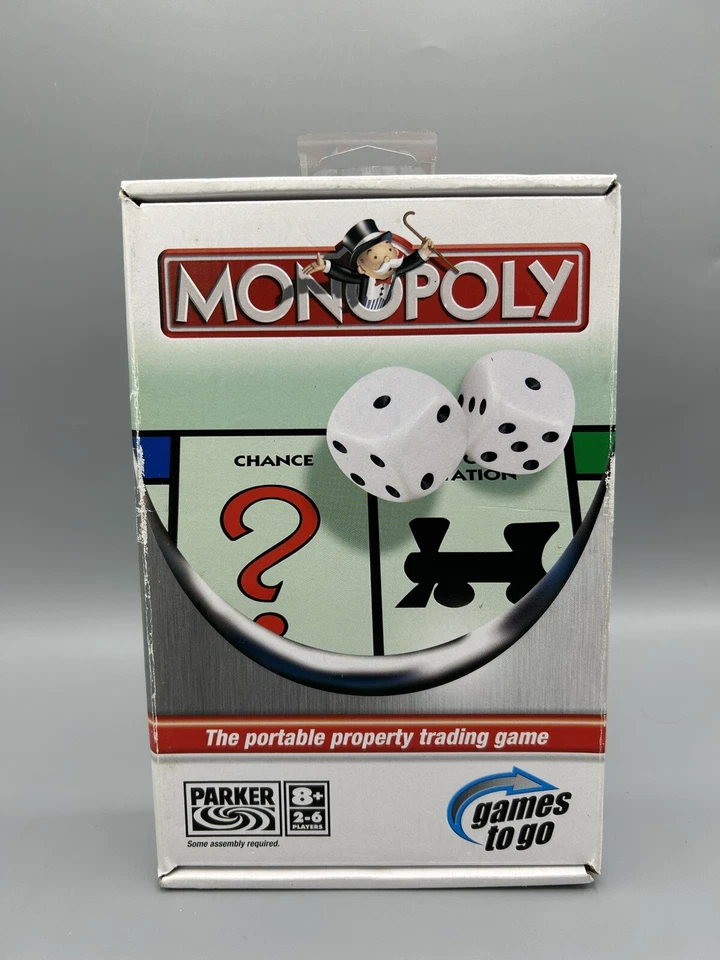 MONOPOLY
CHANCE
ATION
The portable property trading game
PARKER
8+
2-6
PLAYERS
Some assembly required.
games
to go